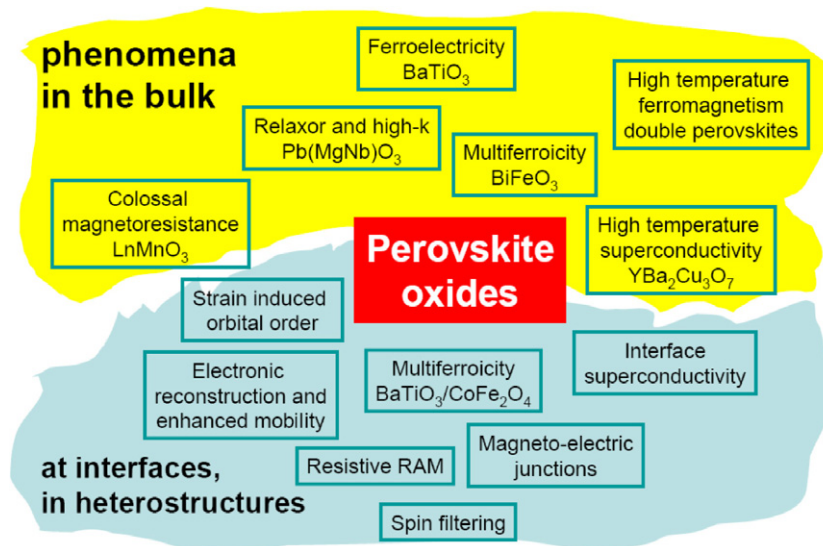 phenomena
in the bulk
Ferroelectricity
BaTiO₃
High temperature
ferromagnetism
double perovskites
Relaxor and high-k
Pb(MgNb)O₃
Multiferroicity
BiFeO₃
Colossal
magnetoresistance
LnMnO₃
High temperature
superconductivity
YBa₂Cu₃O₇
Perovskite
oxides
Strain induced
orbital order
Electronic
reconstruction and
enhanced mobility
Multiferroicity
BaTiO₃/CoFe₂O₄
Interface
superconductivity
at interfaces,
in heterostructures
Resistive RAM
Magneto-electric
junctions
Spin filtering